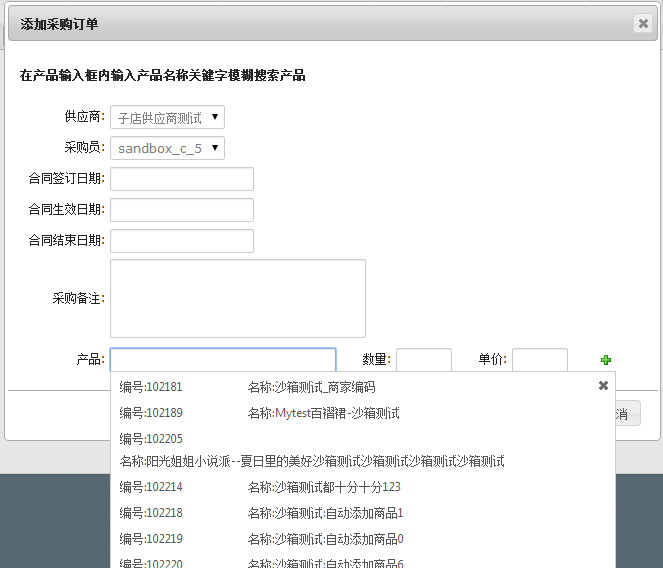 添加采购订单
在产品输入框内输入产品名称关键字模糊搜索产品
供应商: 子店供应商测试
采购员: sandbox_c_5
合同签订日期:
合同生效日期:
合同结束日期:
采购备注:
产品: 数量: 单价:
编号:102181 名称:沙箱测试_商家编码
编号:102189 名称:Mytest百褶裙-沙箱测试
消
编号:102205
名称:阳光姐姐小说派--夏日里的美好沙箱测试沙箱测试沙箱测试沙箱测试
编号:102214 名称:沙箱测试都十分十分123
编号:102218 名称:沙箱测试:自动添加商品1
编号:102219 名称:沙箱测试:自动添加商品0
编号:102220 名称:沙箱测试:自动添加商品6